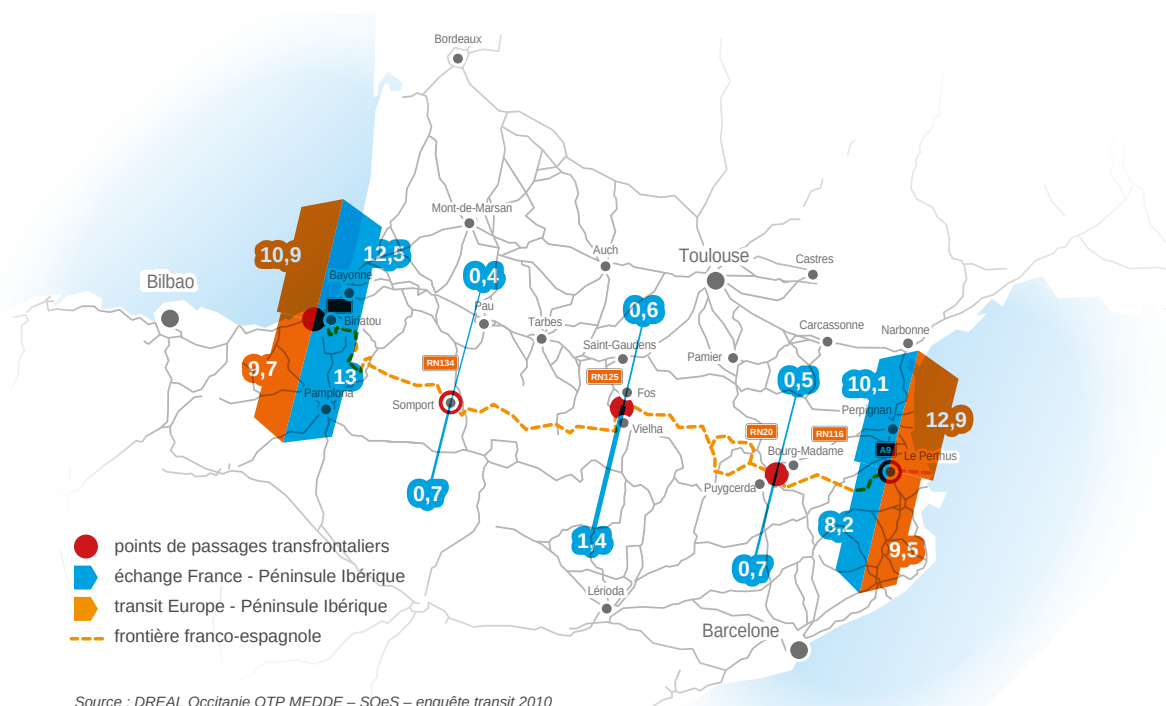 Bordeaux
Mont-de-Marsan
10,9
12,5
Auch
Toulouse
Castres
Bilbao
Bayonne
0,4
Pau
0,6
Biriatou
Tarbes
Saint-Gaudens
Carcassonne
Narbonne
Pamier
RN134
RN125
9,7
13
Pamplona
Somport
Fos
0,5
10,1
Perpignan
12,9
Vielha
RN20
RN116
Bourg-Madame
A9
Le Perthus
Puygcerda
0,7
1,4
8,2
9,5
0,7
points de passages transfrontaliers
échange France - Péninsule Ibérique
transit Europe - Péninsule Ibérique
frontière franco-espagnole
Lérioda
Barcelone
Source : DREAL Occitanie OTP MEDDE – SOeS – enquête transit 2010